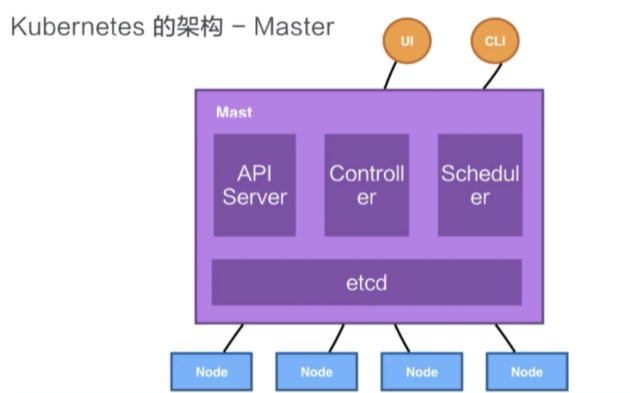 Kubernetes 的架构 – Master
UI
CLI
Mast
API
Server
Controll
er
Schedul
er
etcd
Node
Node
Node
Node